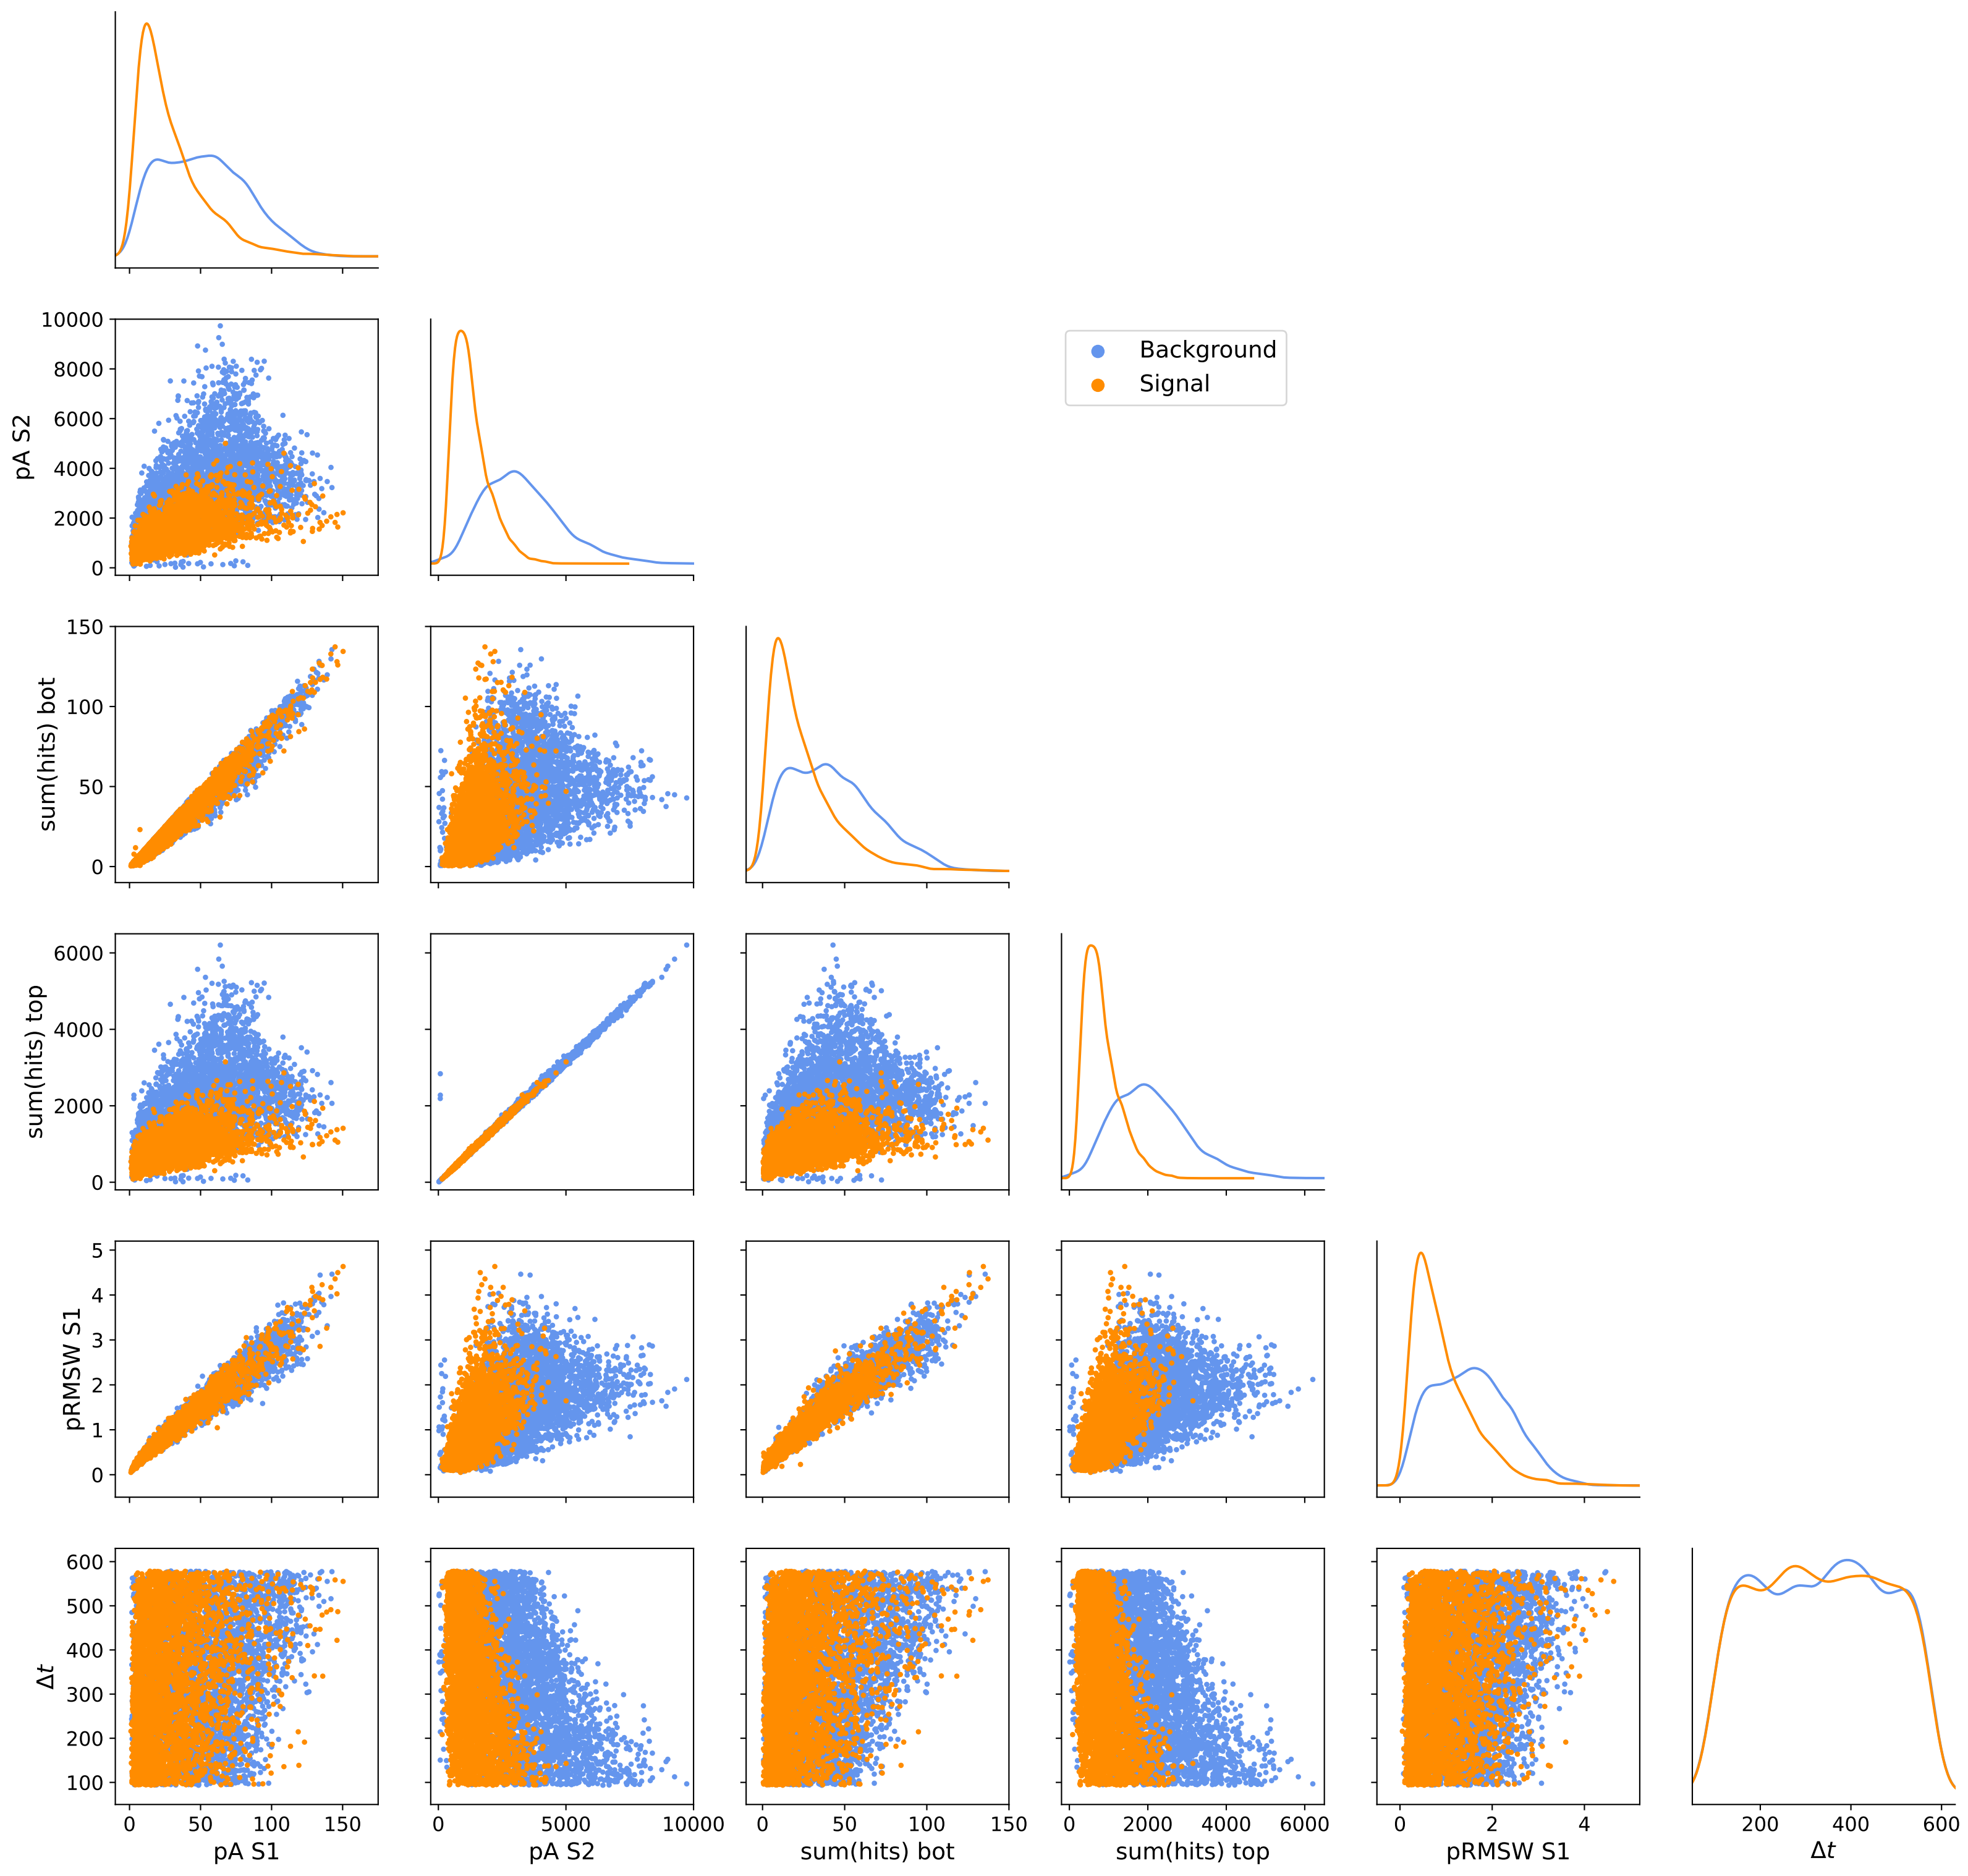 10000
8000
6000
4000
2000
0
pA S2
Background
Signal
150
100
50
0
sum(hits) bot
6000
4000
2000
0
sum(hits) top
5
4
3
2
1
0
pRMSW S1
600
500
400
300
200
100
Δt
0 50 100 150
pA S1
0 5000 10000
pA S2
0 50 100 150
sum(hits) bot
0 2000 4000 6000
sum(hits) top
0 2 4
pRMSW S1
200 400 600
Δt